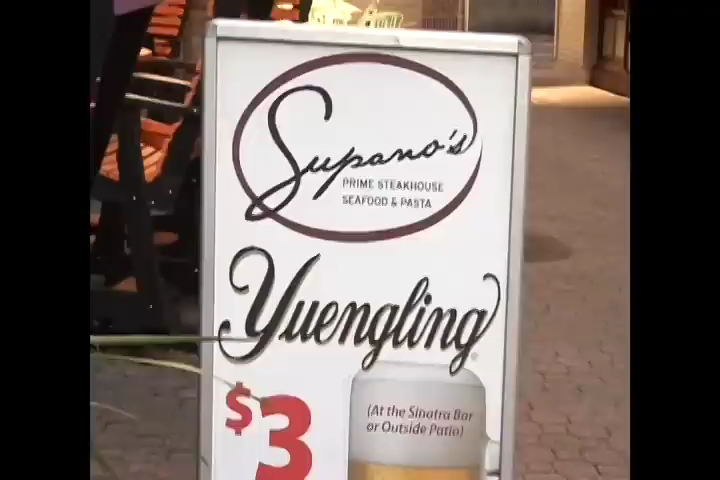 Supano's
PRIME STEAKHOUSE
SEAFOOD & PASTA
Yuengling
$3
(At the Sinatra Bar
or Outside Patio)